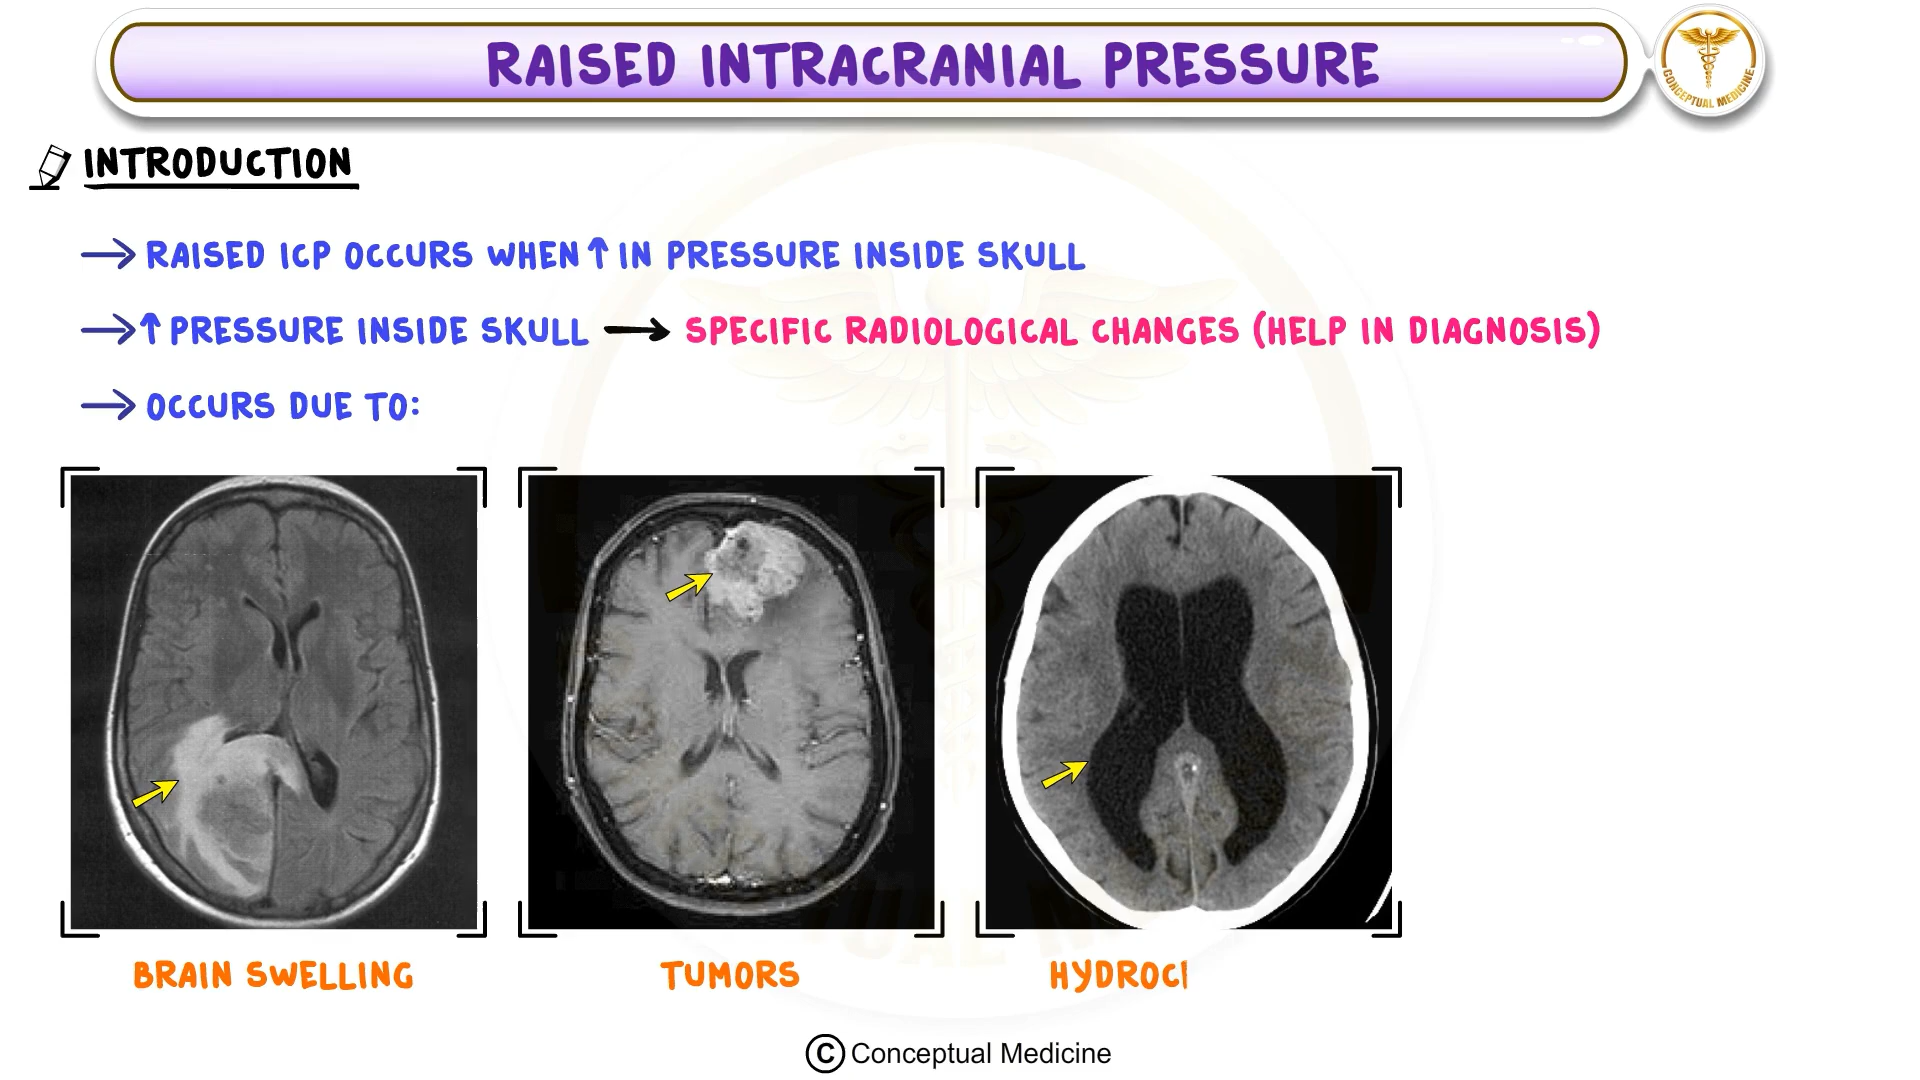 RAISED INTRACRANIAL PRESSURE
CONCEPTUAL MEDICINE
INTRODUCTION
→ RAISED ICP OCCURS WHEN ↑ IN PRESSURE INSIDE SKULL
→ ↑ PRESSURE INSIDE SKULL → SPECIFIC RADIOLOGICAL CHANGES (HELP IN DIAGNOSIS)
→ OCCURS DUE TO:
BRAIN SWELLING
TUMORS
HYDROC
© Conceptual Medicine